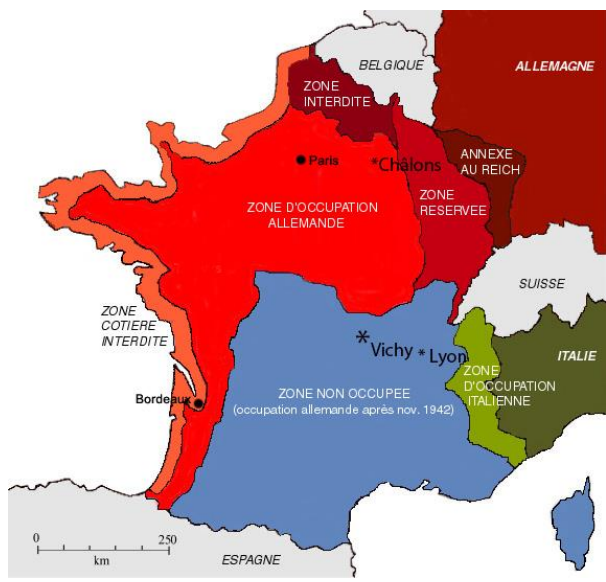 BELGIQUE
ALLEMAGNE
ZONE
INTERDITE
Paris
*Châlons
ANNEXE
AU REICH
ZONE
RESERVEE
ZONE D'OCCUPATION
ALLEMANDE
SUISSE
ZONE
COTIERE
INTERDITE
*Vichy
*Lyon
ITALIE
ZONE
D'OCCUPATION
ITALIENNE
ZONE NON OCCUPEE
(occupation allemande après nov. 1942)
Bordeaux
0 250
km
ESPAGNE